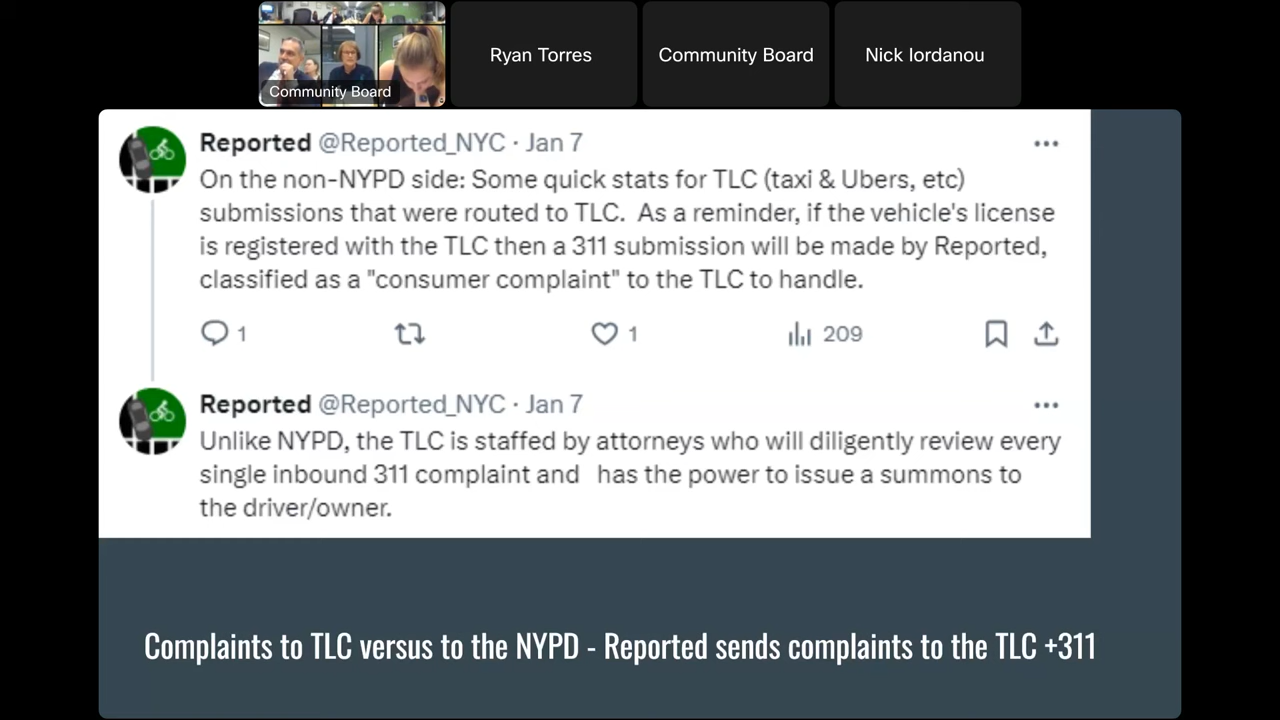 Community Board
Ryan Torres
Community Board
Nick Iordanou
Reported @Reported_NYC · Jan 7
On the non-NYPD side: Some quick stats for TLC (taxi & Ubers, etc)
submissions that were routed to TLC. As a reminder, if the vehicle's license
is registered with the TLC then a 311 submission will be made by Reported,
classified as a "consumer complaint" to the TLC to handle.
1 1 209
Reported @Reported_NYC · Jan 7
Unlike NYPD, the TLC is staffed by attorneys who will diligently review every
single inbound 311 complaint and has the power to issue a summons to
the driver/owner.
Complaints to TLC versus to the NYPD - Reported sends complaints to the TLC +311